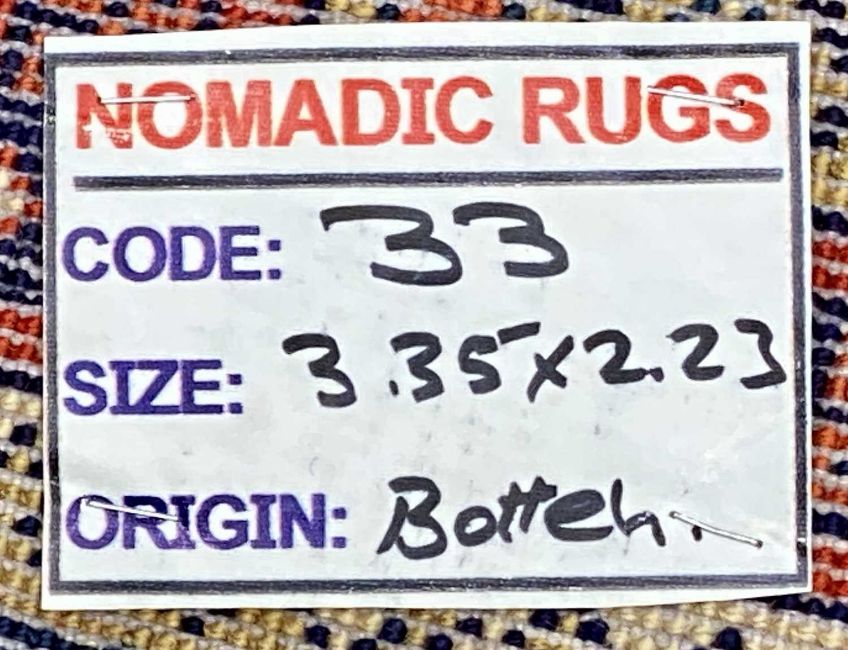 NOMADIC RUGS
CODE: 33
SIZE: 3.35x2.23
ORIGIN: Botteh.